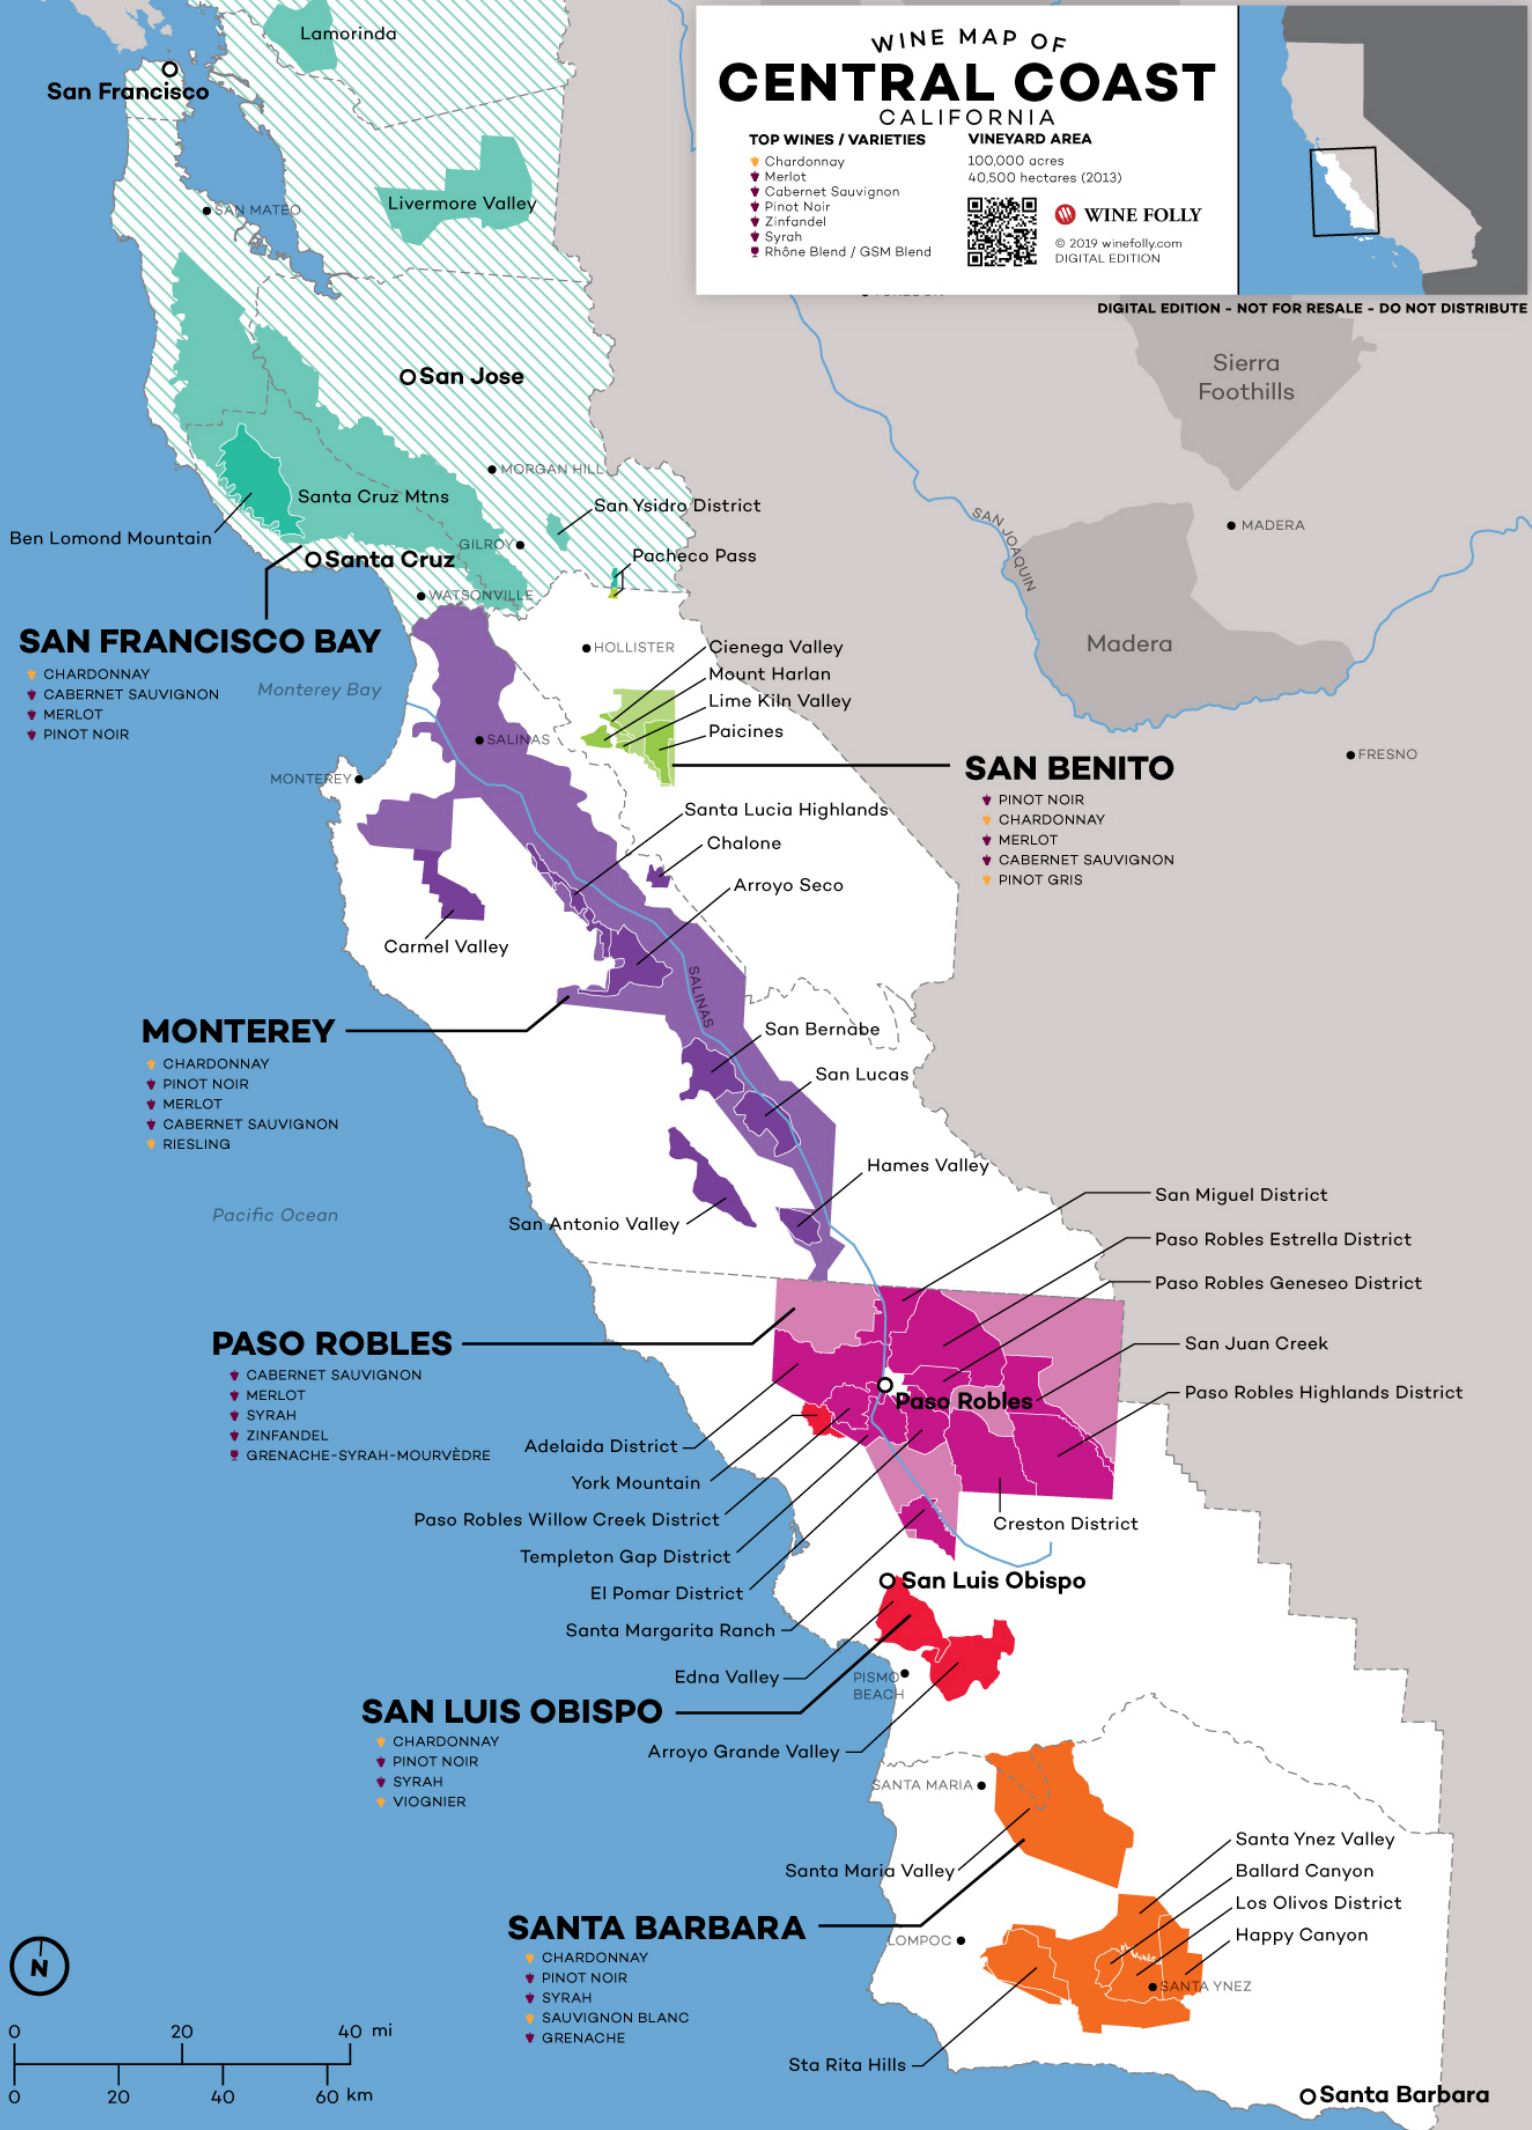 Lamorinda
San Francisco
Livermore Valley
SAN MATEO
San Jose
MORGAN HILL
Santa Cruz Mtns
San Ysidro District
Ben Lomond Mountain
GILROY
Santa Cruz
Pacheco Pass
WATSONVILLE
WINE MAP OF
CENTRAL COAST
CALIFORNIA
TOP WINES / VARIETIES
Chardonnay
Merlot
Cabernet Sauvignon
Pinot Noir
Zinfandel
Syrah
Rhône Blend / GSM Blend
VINEYARD AREA
100,000 acres
40,500 hectares (2013)
WINE FOLLY
© 2019 winefolly.com
DIGITAL EDITION
DIGITAL EDITION - NOT FOR RESALE - DO NOT DISTRIBUTE
Sierra
Foothills
SAN JOAQUIN
MADERA
Madera
FRESNO
SAN FRANCISCO BAY
CHARDONNAY
CABERNET SAUVIGNON
MERLOT
PINOT NOIR
Monterey Bay
HOLLISTER
Cienega Valley
Mount Harlan
Lime Kiln Valley
Paicines
SALINAS
MONTEREY
SAN BENITO
PINOT NOIR
CHARDONNAY
MERLOT
CABERNET SAUVIGNON
PINOT GRIS
Santa Lucia Highlands
Chalone
Arroyo Seco
Carmel Valley
SALINAS
MONTEREY
CHARDONNAY
PINOT NOIR
MERLOT
CABERNET SAUVIGNON
RIESLING
San Bernabe
San Lucas
Hames Valley
San Antonio Valley
Pacific Ocean
San Miguel District
Paso Robles Estrella District
Paso Robles Geneseo District
San Juan Creek
Paso Robles Highlands District
PASO ROBLES
CABERNET SAUVIGNON
MERLOT
SYRAH
ZINFANDEL
GRENACHE-SYRAH-MOURVÈDRE
Paso Robles
Adelaida District
York Mountain
Paso Robles Willow Creek District
Templeton Gap District
El Pomar District
Santa Margarita Ranch
Creston District
San Luis Obispo
Edna Valley
PISMO
BEACH
SAN LUIS OBISPO
CHARDONNAY
PINOT NOIR
SYRAH
VIOGNIER
Arroyo Grande Valley
SANTA MARIA
Santa Maria Valley
Santa Ynez Valley
Ballard Canyon
Los Olivos District
Happy Canyon
SANTA BARBARA
CHARDONNAY
PINOT NOIR
SYRAH
SAUVIGNON BLANC
GRENACHE
LOMPOC
SANTA YNEZ
Sta Rita Hills
Santa Barbara
N
0 20 40 mi
0 20 40 60 km